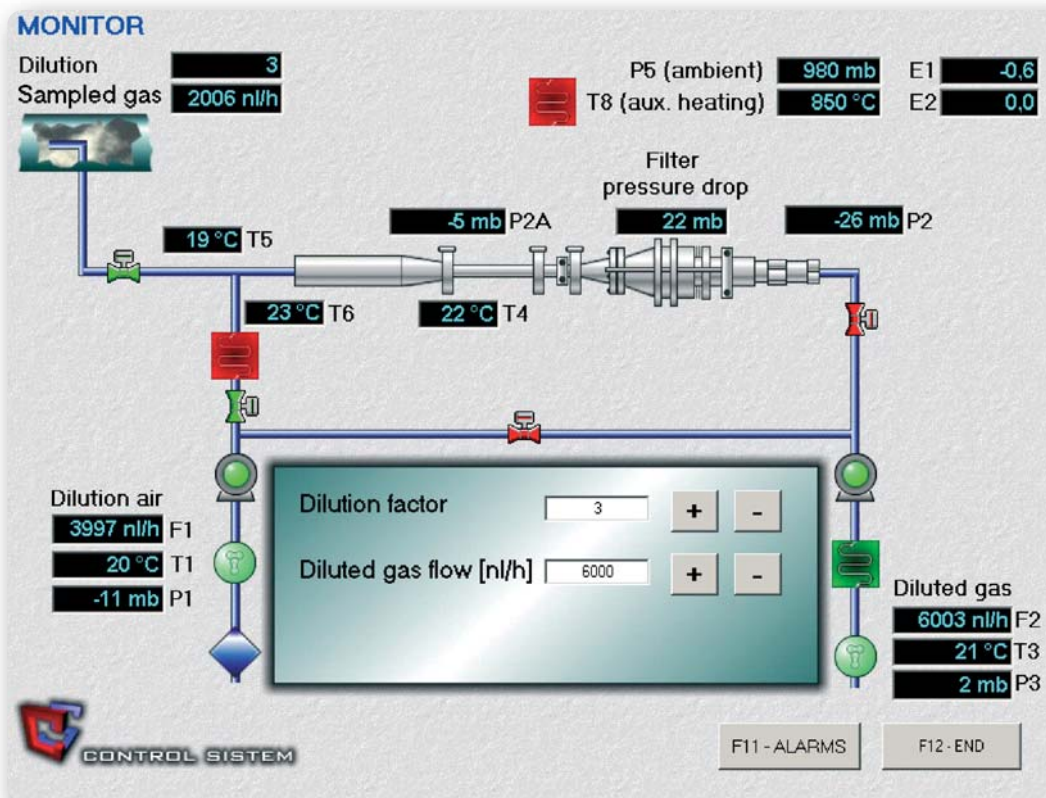 MONITOR
Dilution 3
Sampled gas 2006 nl/h
P5 (ambient) 980 mb E1 -0,6
T8 (aux. heating) 850 °C E2 0,0
Filter
pressure drop
-5 mb P2A 22 mb -26 mb P2
19 °C T5
23 °C T6 22 °C T4
Dilution air
3997 nl/h F1
20 °C T1
-11 mb P1
Dilution factor 3 + -
Diluted gas flow [nl/h] 6000 + -
Diluted gas
6003 nl/h F2
21 °C T3
2 mb P3
CONTROL SISTEM
F11 - ALARMS F12 - END